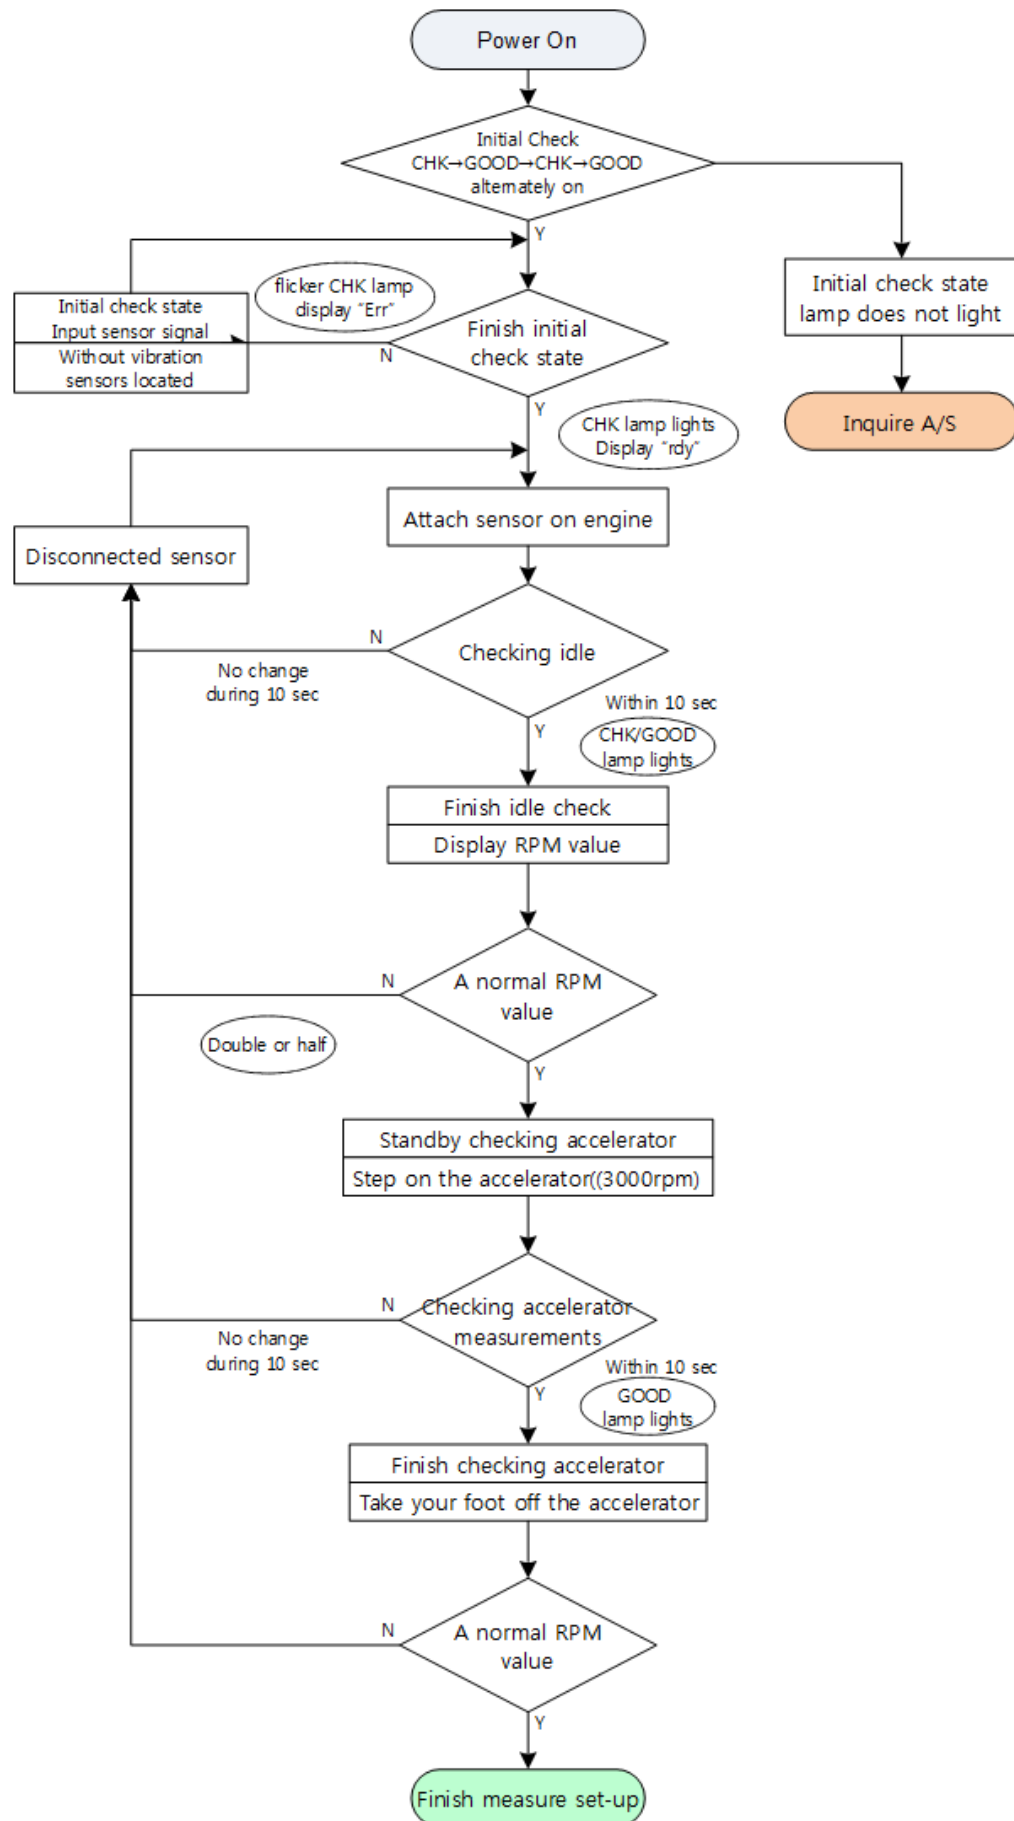 Power On
Initial Check
CHK→GOOD→CHK→GOOD
alternately on
Y
flicker CHK lamp
display "Err"
Initial check state
Input sensor signal
Without vibration
sensors located
N
Finish initial
check state
Initial check state
lamp does not light
Y
CHK lamp lights
Display "rdy"
Inquire A/S
Attach sensor on engine
Disconnected sensor
N
Checking idle
No change
during 10 sec
Within 10 sec
Y
CHK/GOOD
lamp lights
Finish idle check
Display RPM value
N
A normal RPM
value
Double or half
Y
Standby checking accelerator
Step on the accelerator((3000rpm)
N
Checking accelerator
measurements
No change
during 10 sec
Within 10 sec
Y
GOOD
lamp lights
Finish checking accelerator
Take your foot off the accelerator
N
A normal RPM
value
Y
Finish measure set-up